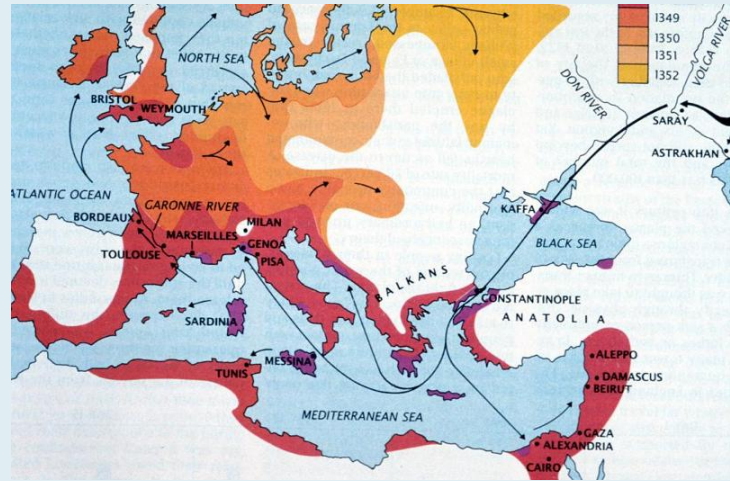 1349
1350
1351
1352
NORTH SEA
VOLGA RIVER
DON RIVER
BRISTOL
WEYMOUTH
SARAY
ASTRAKHAN
ATLANTIC OCEAN
GARONNE RIVER
BORDEAUX
KAFFA
MILAN
MARSEILLLES
GENOA
BLACK SEA
TOULOUSE
PISA
BALKANS
CONSTANTINOPLE
ANATOLIA
SARDINIA
MESSINA
TUNIS
ALEPPO
DAMASCUS
BEIRUT
MEDITERRANEAN SEA
GAZA
ALEXANDRIA
CAIRO